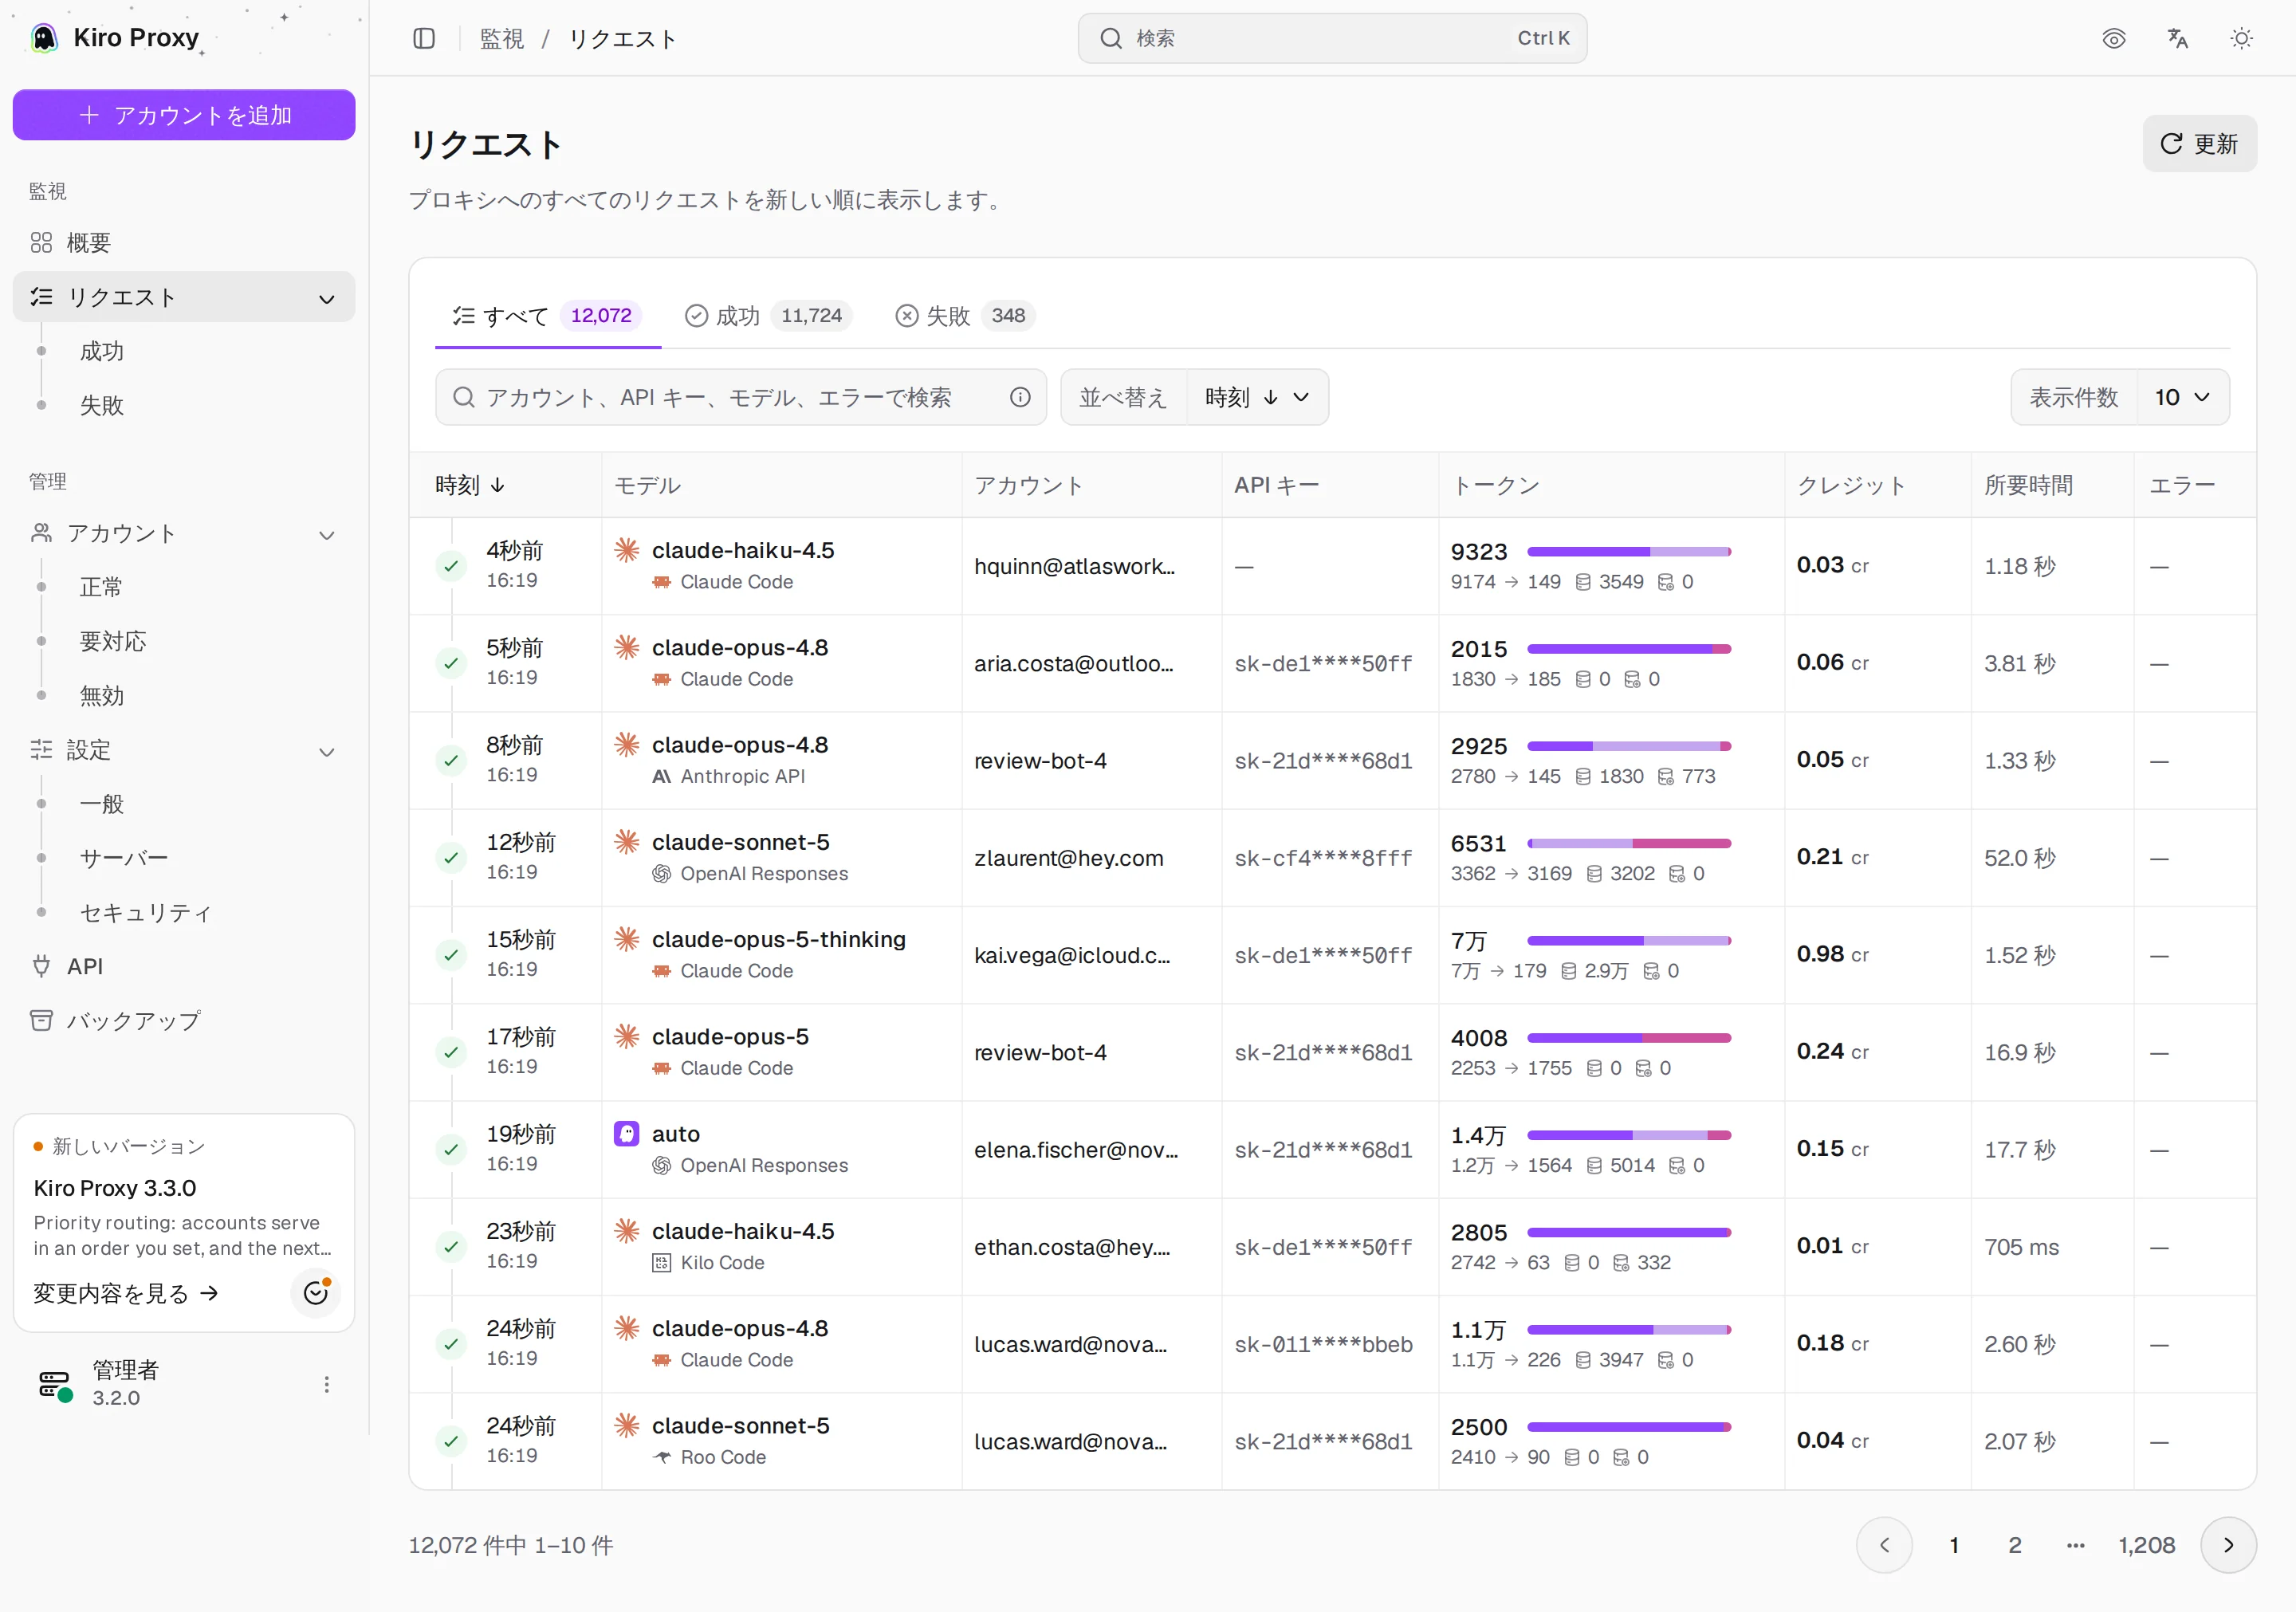 Kiro Proxy
アカウントを追加
監視
概要
リクエスト
成功
失敗
管理
アカウント
正常
要対応
無効
設定
一般
サーバー
セキュリティ
API
バックアップ
新しいバージョン
Kiro Proxy 3.3.0
Priority routing: accounts serve
in an order you set, and the next...
変更内容を見る →
管理者
3.2.0
監視 / リクエスト
検索 Ctrl K
リクエスト
更新
プロキシへのすべてのリクエストを新しい順に表示します。
すべて 12,072 成功 11,724 失敗 348
アカウント、API キー、モデル、エラーで検索 並べ替え 時刻 ↓ 表示件数 10
時刻 ↓ モデル アカウント API キー トークン クレジット 所要時間 エラー
4秒前 claude-haiku-4.5 hquinn@atlaswork... — 9323 0.03 cr 1.18 秒 —
16:19 Claude Code 9174 → 149 3549 0
5秒前 claude-opus-4.8 aria.costa@outloo... sk-de1****50ff 2015 0.06 cr 3.81 秒 —
16:19 Claude Code 1830 → 185 0 0
8秒前 claude-opus-4.8 review-bot-4 sk-21d****68d1 2925 0.05 cr 1.33 秒 —
16:19 Anthropic API 2780 → 145 1830 773
12秒前 claude-sonnet-5 zlaurent@hey.com sk-cf4****8fff 6531 0.21 cr 52.0 秒 —
16:19 OpenAI Responses 3362 → 3169 3202 0
15秒前 claude-opus-5-thinking kai.vega@icloud.c... sk-de1****50ff 7万 0.98 cr 1.52 秒 —
16:19 Claude Code 7万 → 179 2.9万 0
17秒前 claude-opus-5 review-bot-4 sk-21d****68d1 4008 0.24 cr 16.9 秒 —
16:19 Claude Code 2253 → 1755 0 0
19秒前 auto elena.fischer@nov... sk-21d****68d1 1.4万 0.15 cr 17.7 秒 —
16:19 OpenAI Responses 1.2万 → 1564 5014 0
23秒前 claude-haiku-4.5 ethan.costa@hey.... sk-de1****50ff 2805 0.01 cr 705 ms —
16:19 Kilo Code 2742 → 63 0 332
24秒前 claude-opus-4.8 lucas.ward@nova... sk-011****bbeb 1.1万 0.18 cr 2.60 秒 —
16:19 Claude Code 1.1万 → 226 3947 0
24秒前 claude-sonnet-5 lucas.ward@nova... sk-21d****68d1 2500 0.04 cr 2.07 秒 —
16:19 Roo Code 2410 → 90 0 0
12,072 件中 1–10 件 1 2 ... 1,208